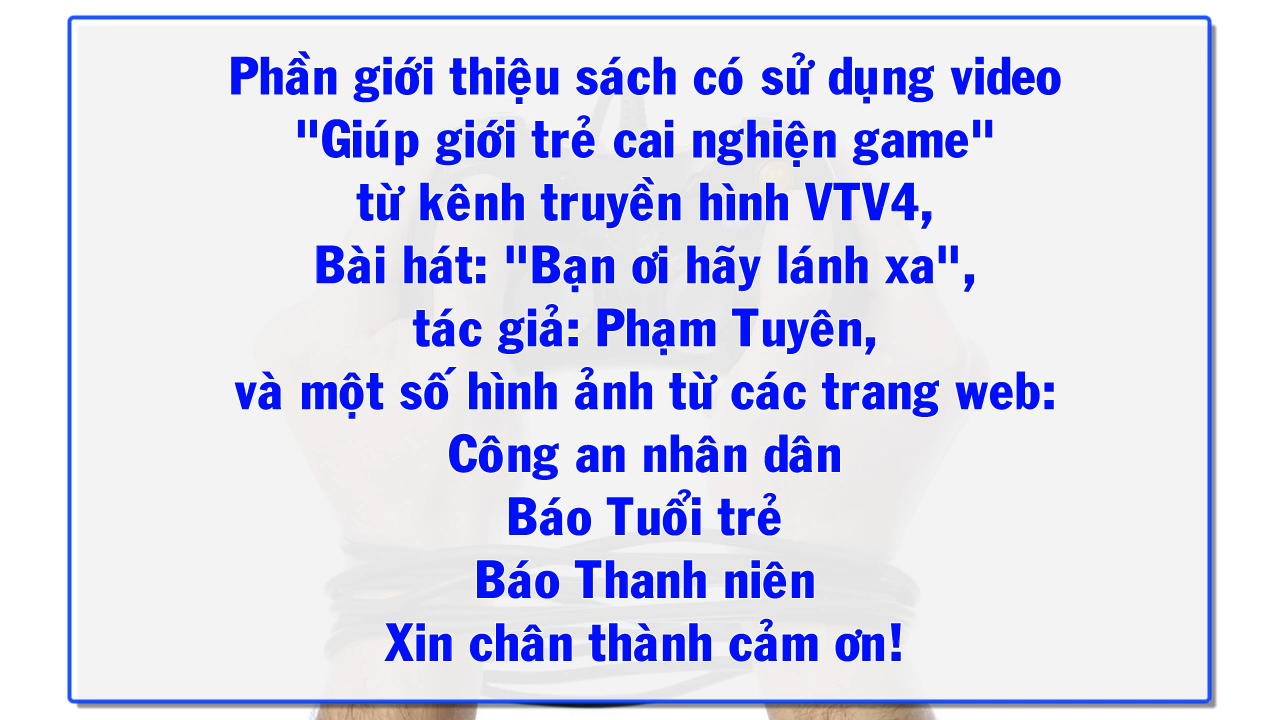 Phần giới thiệu sách có sử dụng video
"Giúp giới trẻ cai nghiện game"
từ kênh truyền hình VTV4,
Bài hát: "Bạn ơi hãy lánh xa",
tác giả: Phạm Tuyên,
và một số hình ảnh từ các trang web:
Công an nhân dân
Báo Tuổi trẻ
Báo Thanh niên
Xin chân thành cảm ơn!